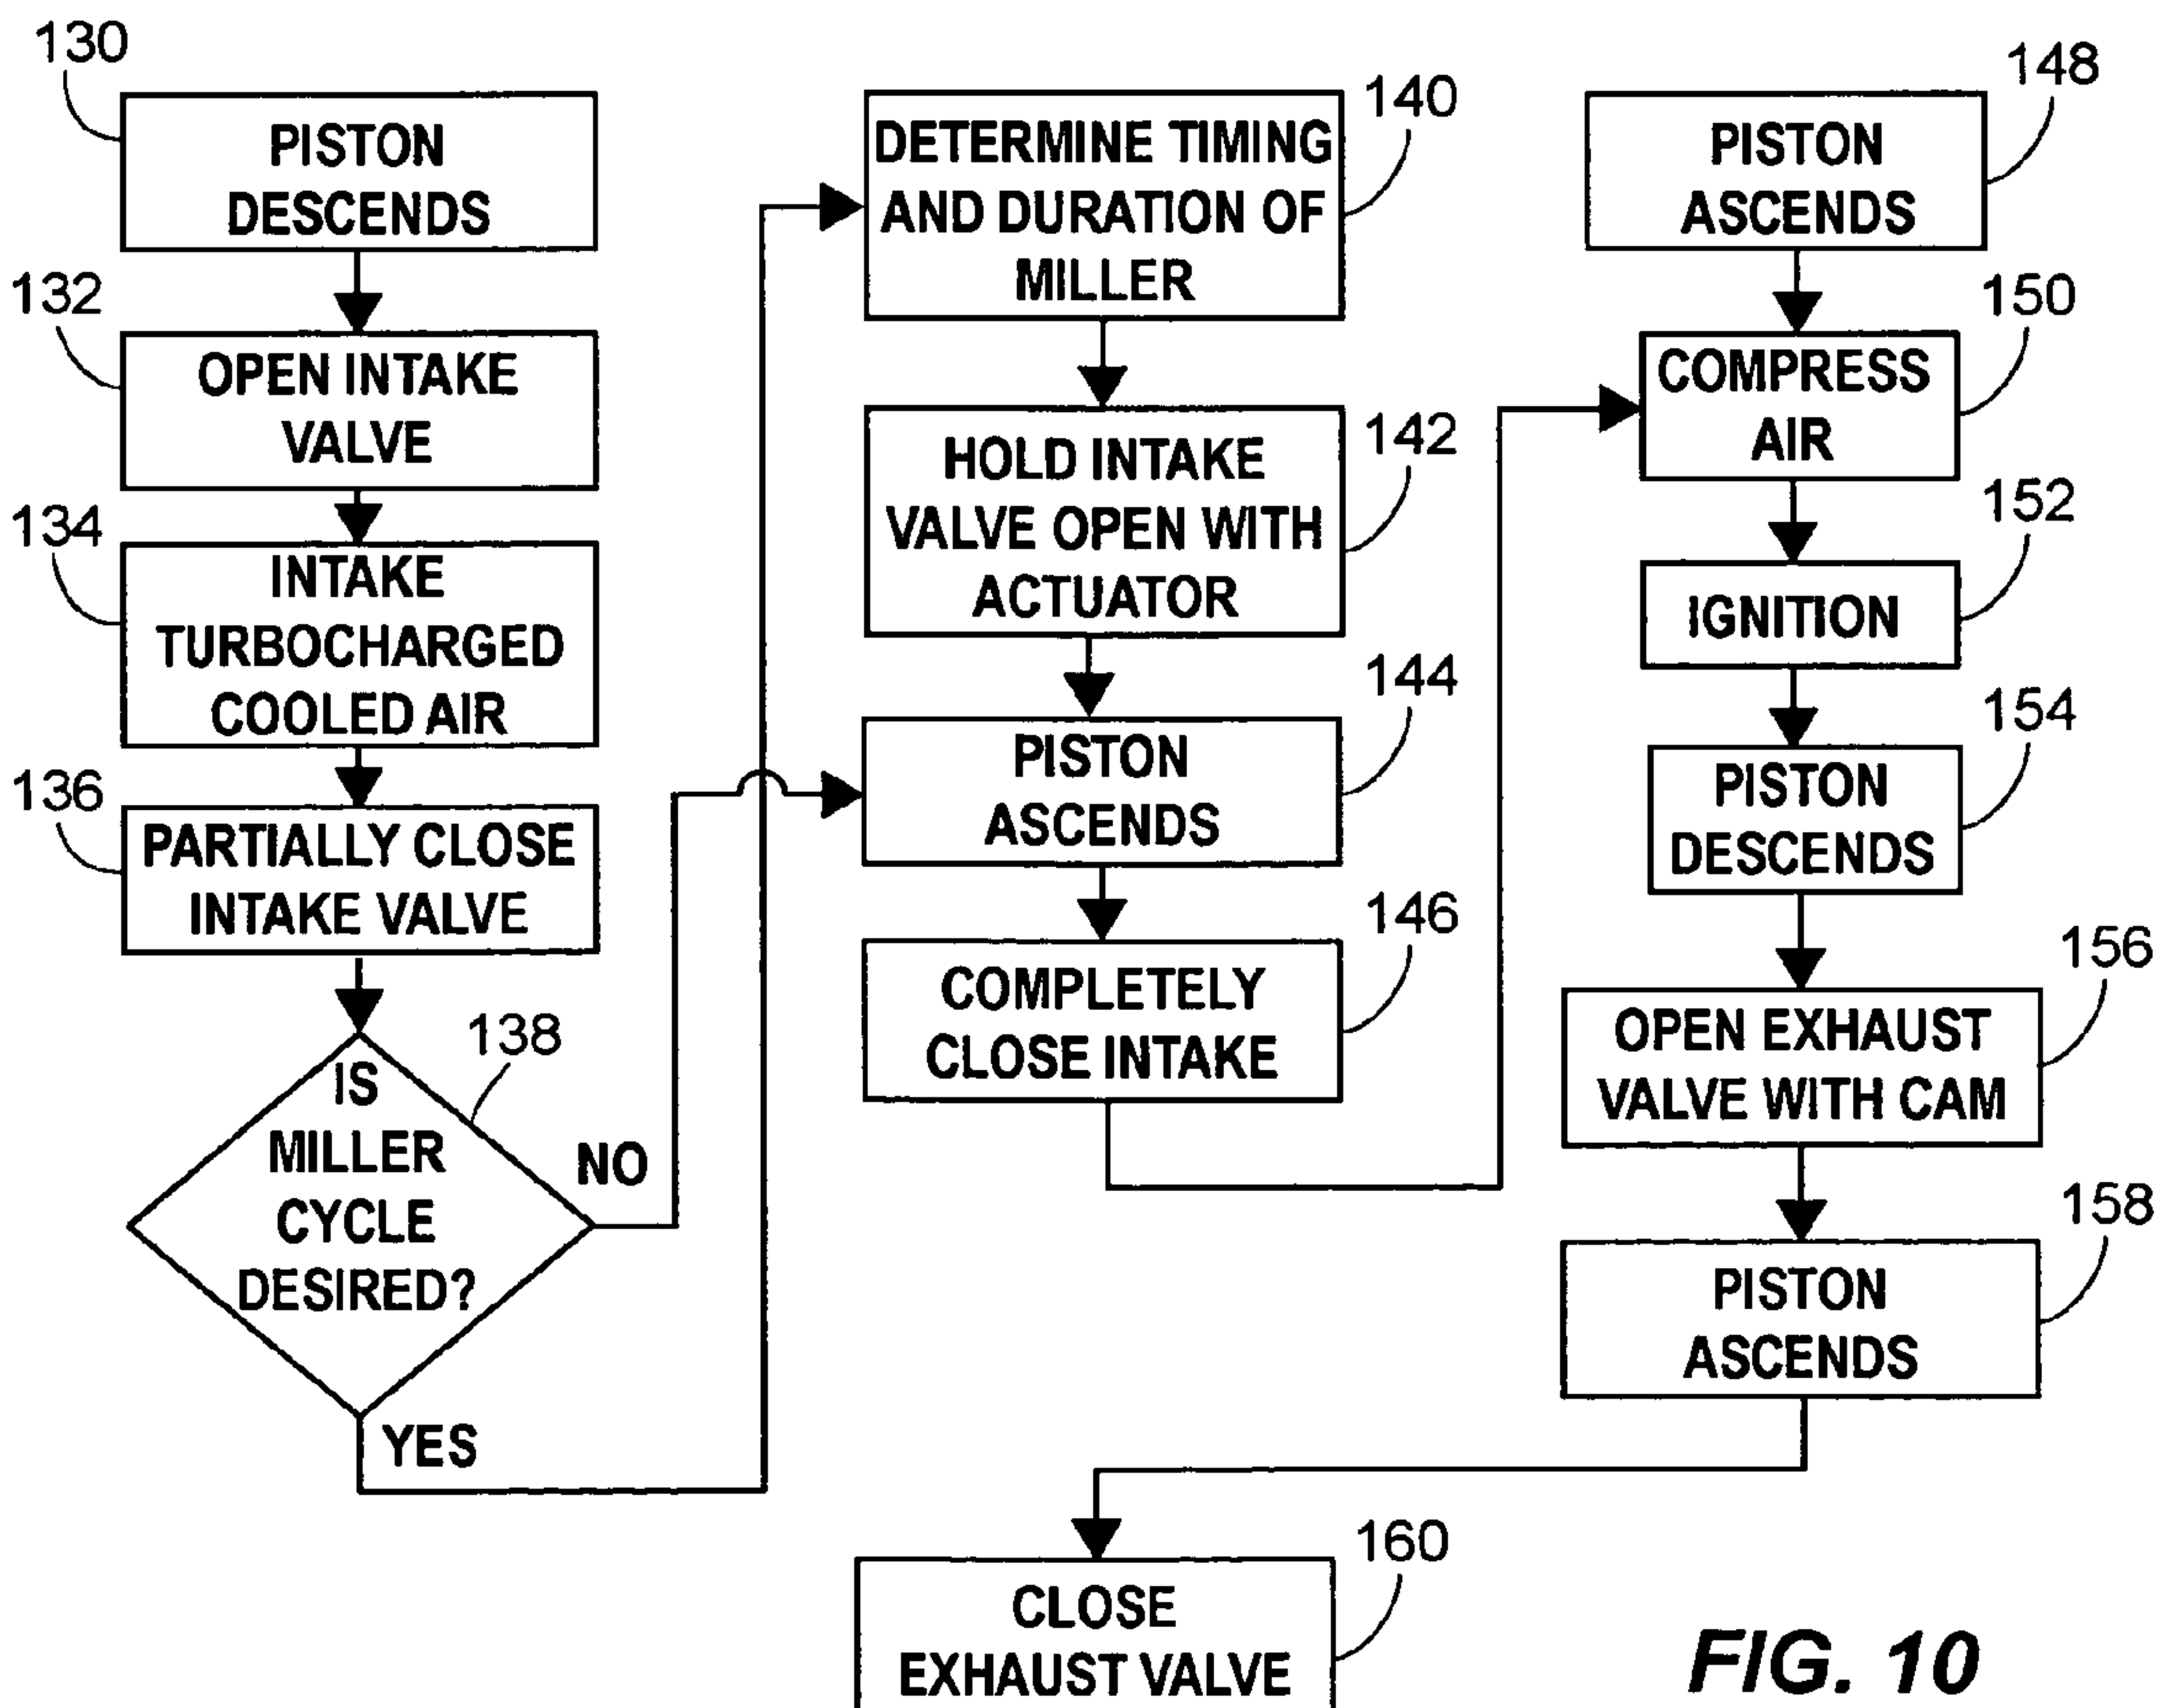 130
PISTON
DESCENDS
132
OPEN INTAKE
VALVE
134
INTAKE
TURBOCHARGED
COOLED AIR
136
PARTIALLY CLOSE
INTAKE VALVE
138
IS
MILLER
CYCLE
DESIRED?
NO
YES
140
DETERMINE TIMING
AND DURATION OF
MILLER
142
HOLD INTAKE
VALVE OPEN WITH
ACTUATOR
144
PISTON
ASCENDS
146
COMPLETELY
CLOSE INTAKE
148
PISTON
ASCENDS
150
COMPRESS
AIR
152
IGNITION
154
PISTON
DESCENDS
156
OPEN EXHAUST
VALVE WITH CAM
158
PISTON
ASCENDS
160
CLOSE
EXHAUST VALVE
FIG. 10